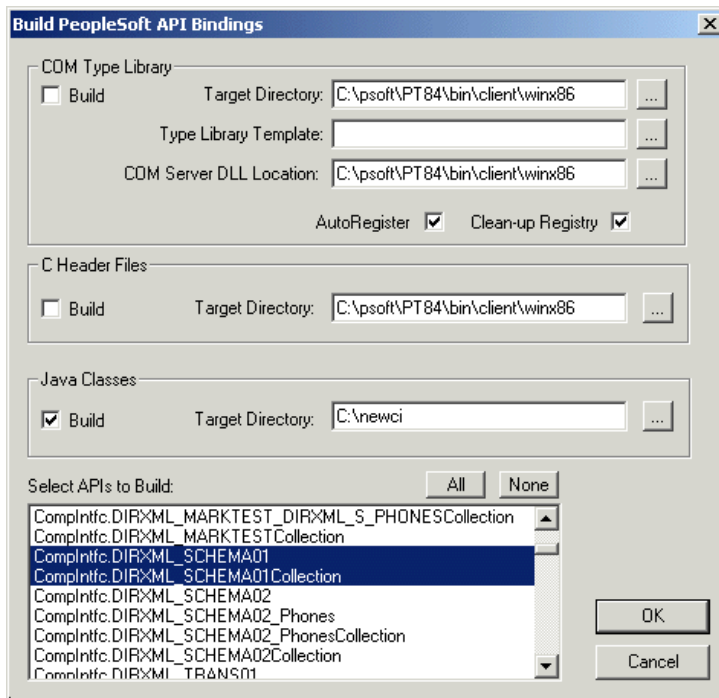 Build PeopleSoft API Bindings
COM Type Library
Build Target Directory: C:\psoft\PT84\bin\client\winx86 ...
Type Library Template: ...
COM Server DLL Location: C:\psoft\PT84\bin\client\winx86 ...
AutoRegister Clean-up Registry
C Header Files
Build Target Directory: C:\psoft\PT84\bin\client\winx86 ...
Java Classes
Build Target Directory: C:\newci ...
Select APIs to Build: All None
CompIntfc.DIRXML_MARKTEST_DIRXML_S_PHONESCollection
CompIntfc.DIRXML_MARKTESTCollection
CompIntfc.DIRXML_SCHEMA01
CompIntfc.DIRXML_SCHEMA01Collection
CompIntfc.DIRXML_SCHEMA02
CompIntfc.DIRXML_SCHEMA02_Phones
CompIntfc.DIRXML_SCHEMA02_PhonesCollection
CompIntfc.DIRXML_SCHEMA02Collection
CompIntfc.DIRXML_TRANS01
OK
Cancel